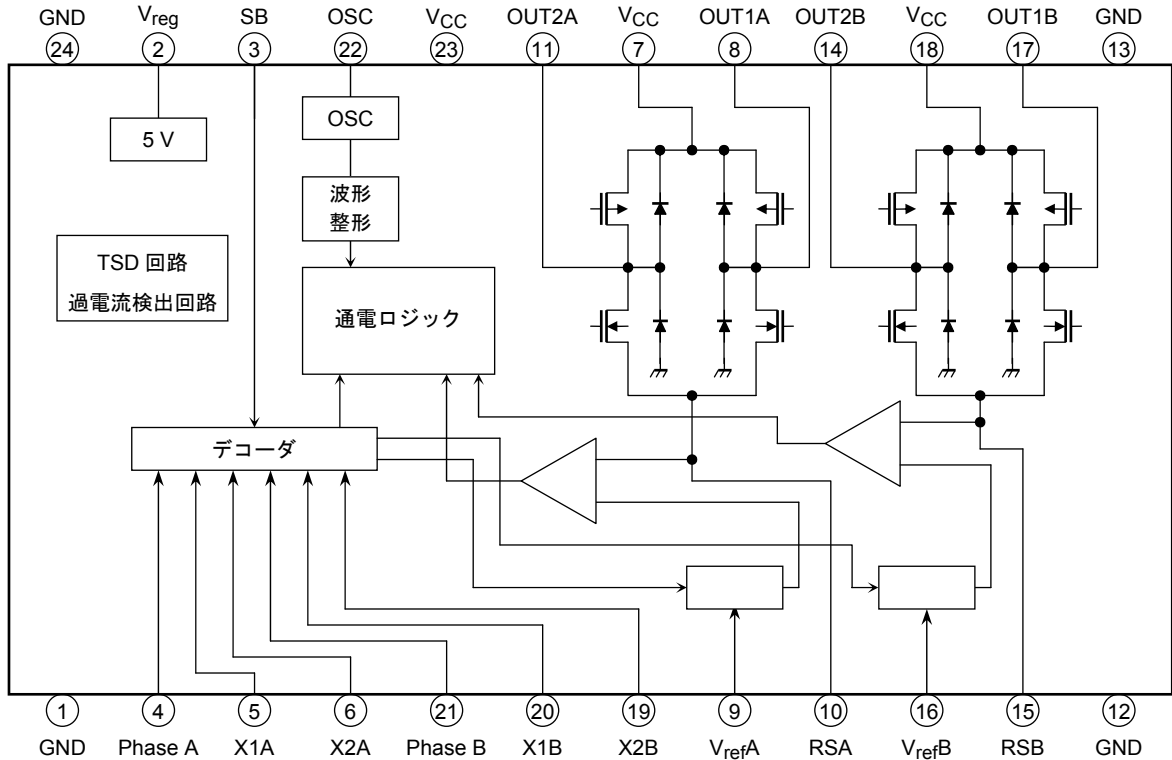 GND Vreg SB OSC VCC OUT2A VCC OUT1A OUT2B VCC OUT1B GND
24 2 3 22 23 11 7 8 14 18 17 13
OSC
5 V
波形
整形
TSD 回路
過電流検出回路
通電ロジック
デコーダ
1 4 5 6 21 20 19 9 10 16 15 12
GND Phase A X1A X2A Phase B X1B X2B VrefA RSA VrefB RSB GND